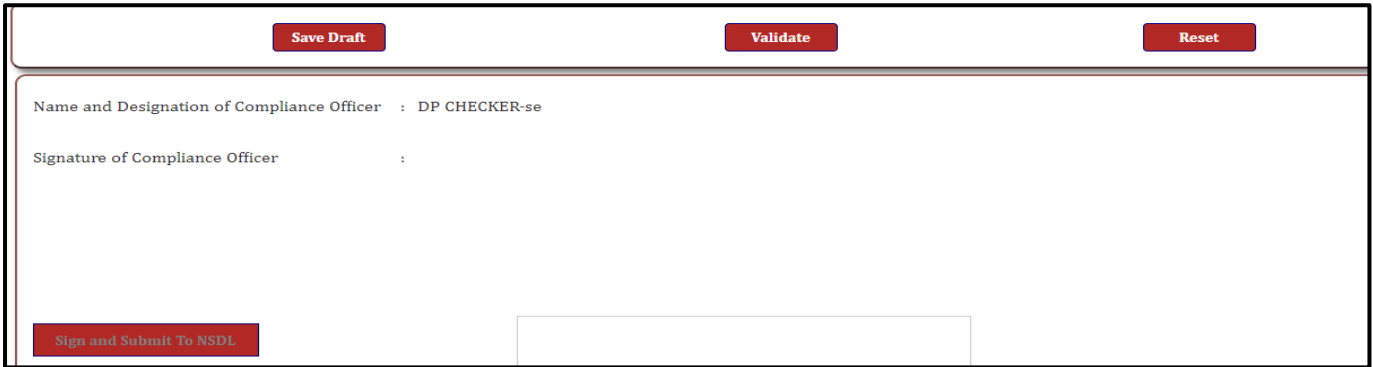 Save Draft Validate Reset
Name and Designation of Compliance Officer : DP CHECKER-se
Signature of Compliance Officer :
Sign and Submit To NSDL